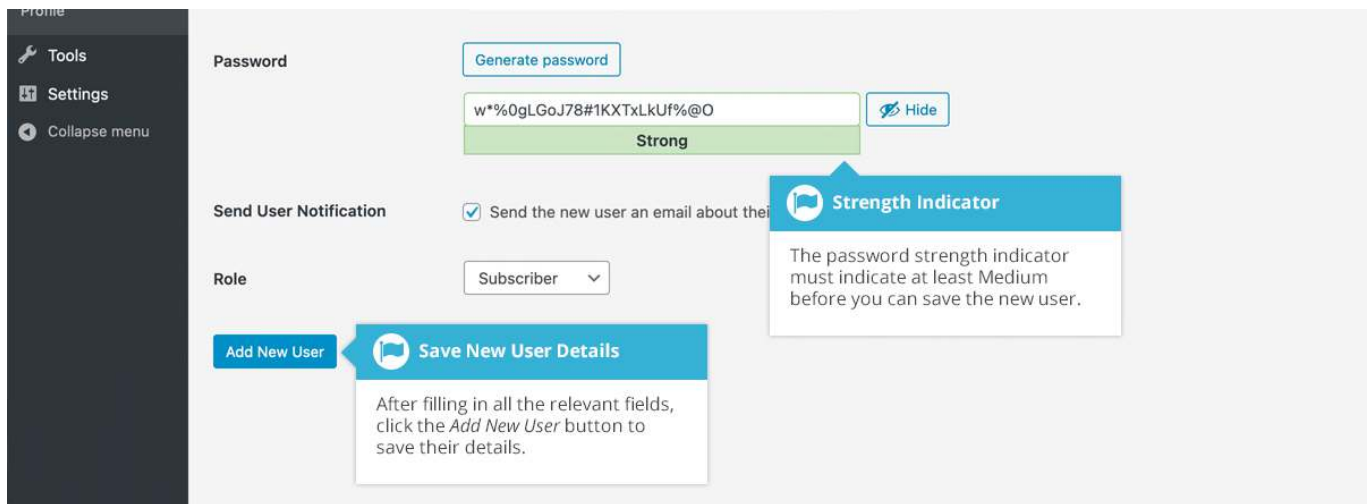 Profile
Tools
Settings
Collapse menu
Password
Generate password
w*%0gLGoJ78#1KXTxLkUf%@O
Hide
Strong
Send User Notification
Send the new user an email about thei
Strength Indicator
The password strength indicator
must indicate at least Medium
before you can save the new user.
Role
Subscriber
Add New User
Save New User Details
After filling in all the relevant fields,
click the Add New User button to
save their details.